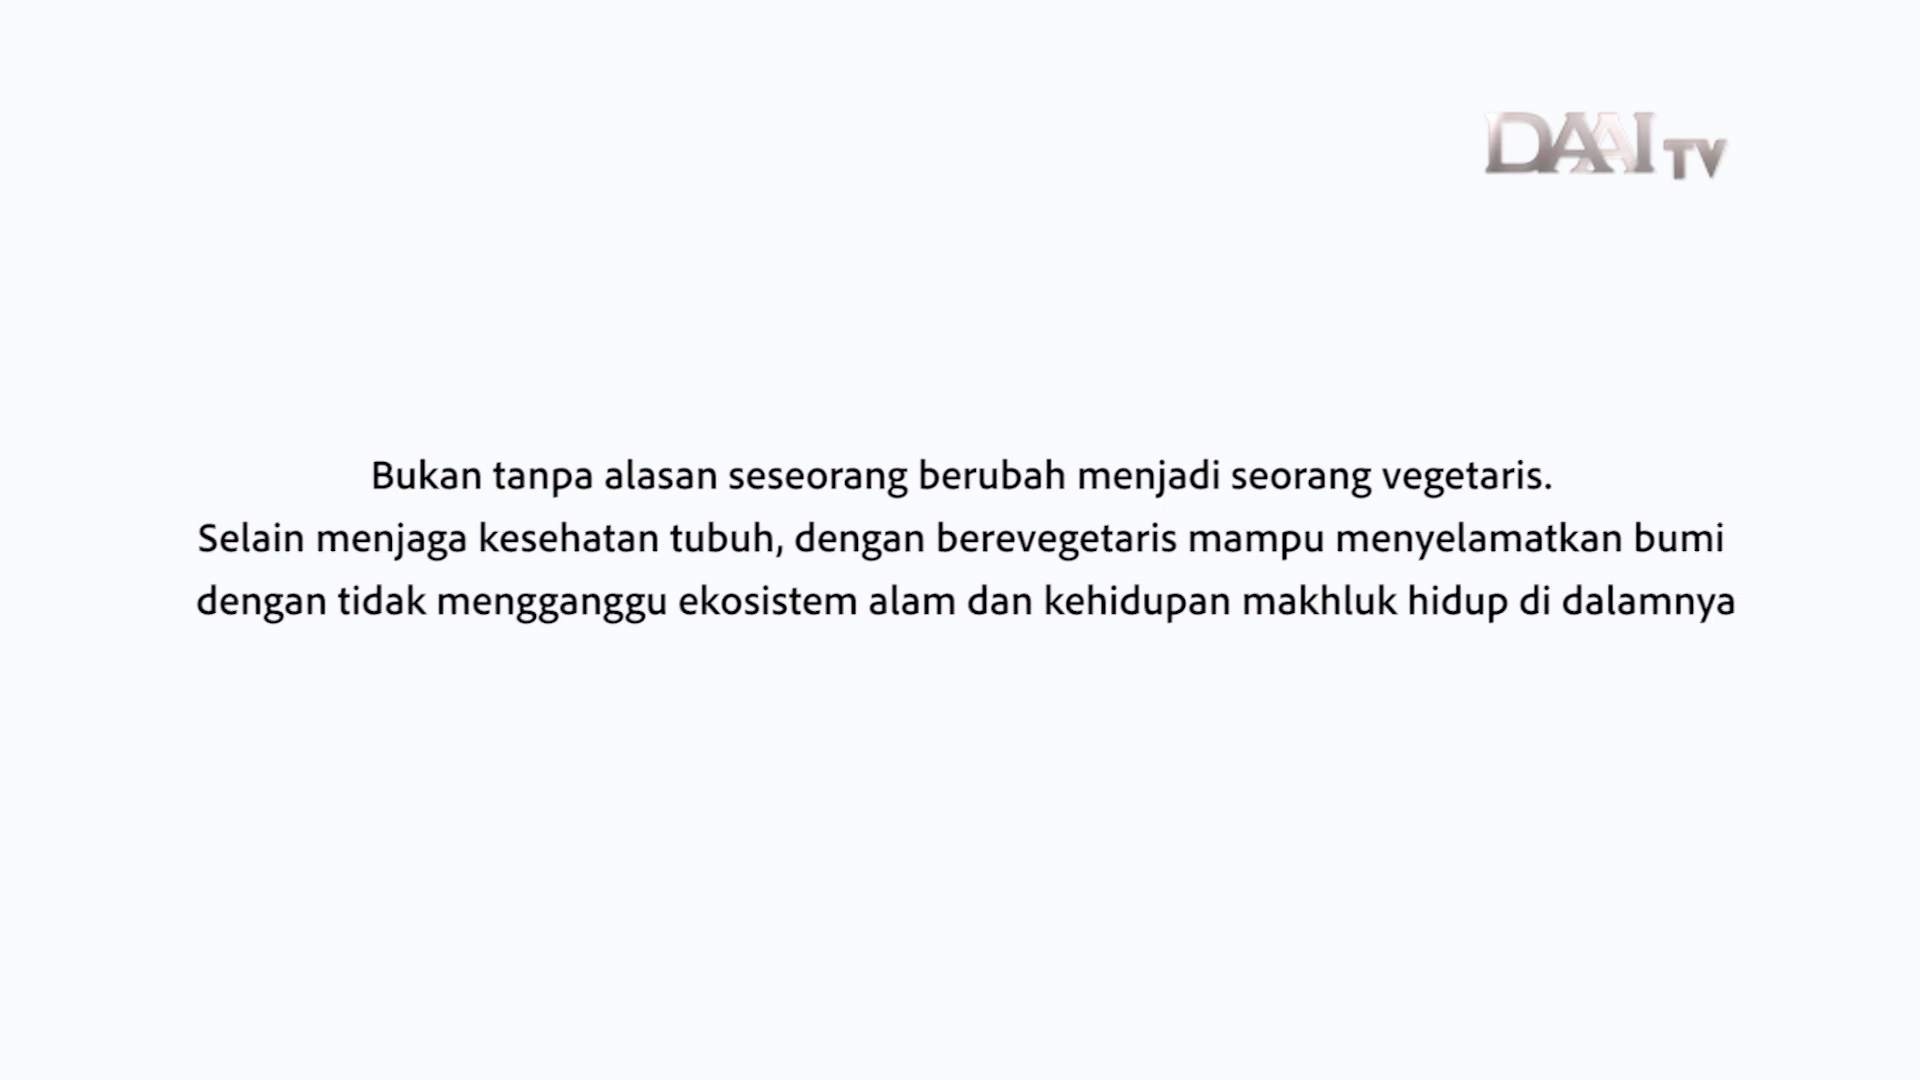 DAAI TV
Bukan tanpa alasan seseorang berubah menjadi seorang vegetaris.
Selain menjaga kesehatan tubuh, dengan berevegetaris mampu menyelamatkan bumi
dengan tidak mengganggu ekosistem alam dan kehidupan makhluk hidup di dalamnya